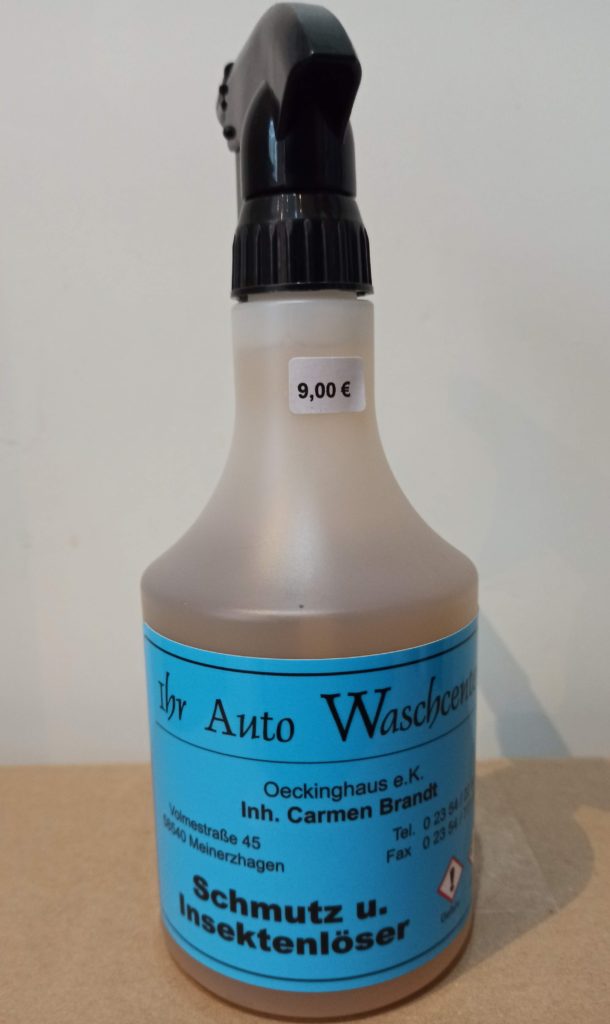 9,00 €
Ihr Auto Waschcente
Oeckinghaus e.K.
Inh. Carmen Brandt
Volmestraße 45
58540 Meinerzhagen
Tel. 0 23 54 /
Fax 0 23 54 /
Schmutz u.
Insektenlöser